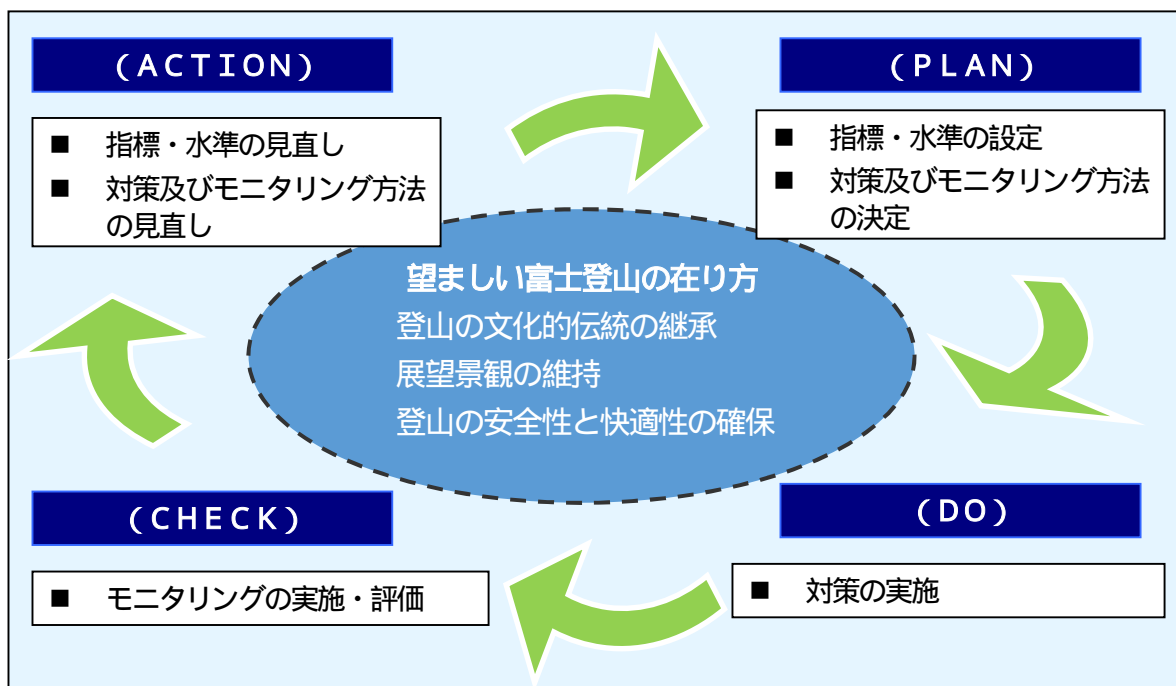 (ACTION)
■ 指標・水準の見直し
■ 対策及びモニタリング方法
の見直し
(PLAN)
■ 指標・水準の設定
■ 対策及びモニタリング方法
の決定
望ましい富士登山の在り方
登山の文化的伝統の継承
展望景観の維持
登山の安全性と快適性の確保
(CHECK)
■ モニタリングの実施・評価
(DO)
■ 対策の実施